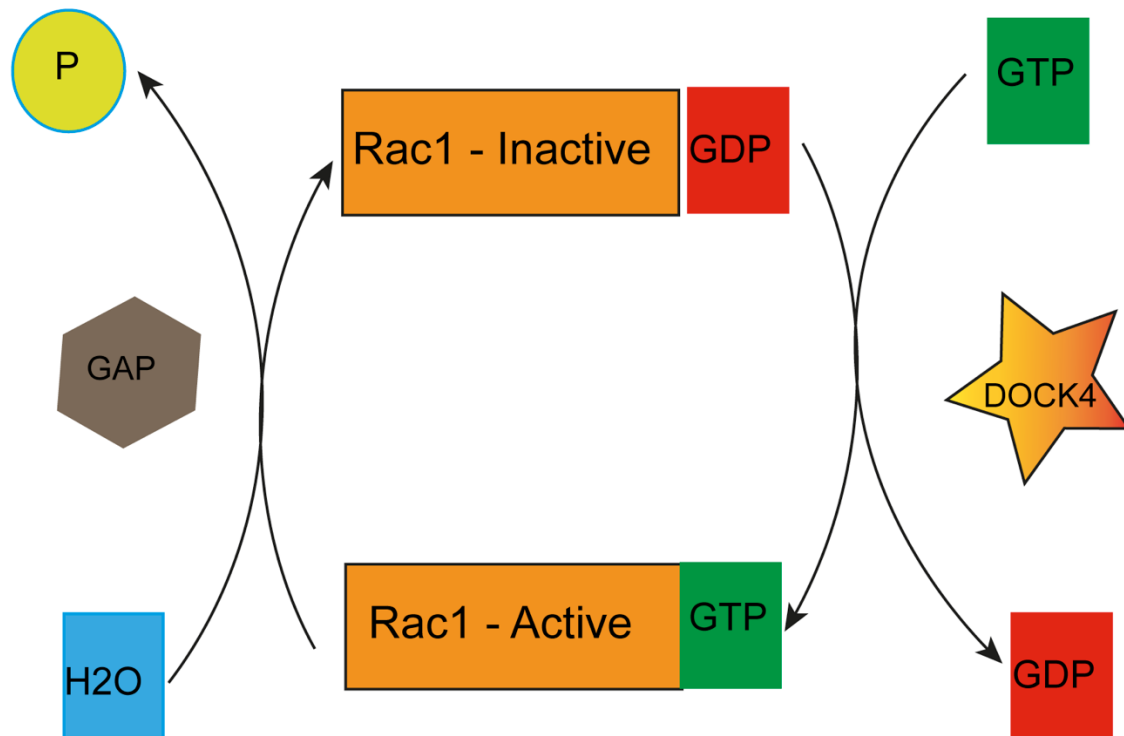 P
GTP
Rac1 - Inactive
GDP
GAP
DOCK4
Rac1 - Active
GTP
H2O
GDP